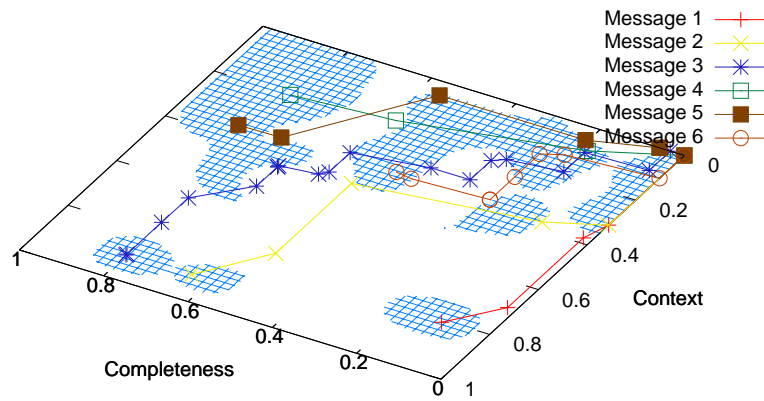 Message 1
Message 2
Message 3
Message 4
Message 5
Message 6
0
0.2
0.4
0.6
0.8
1
Context
1
0.8
0.6
0.4
0.2
0
Completeness